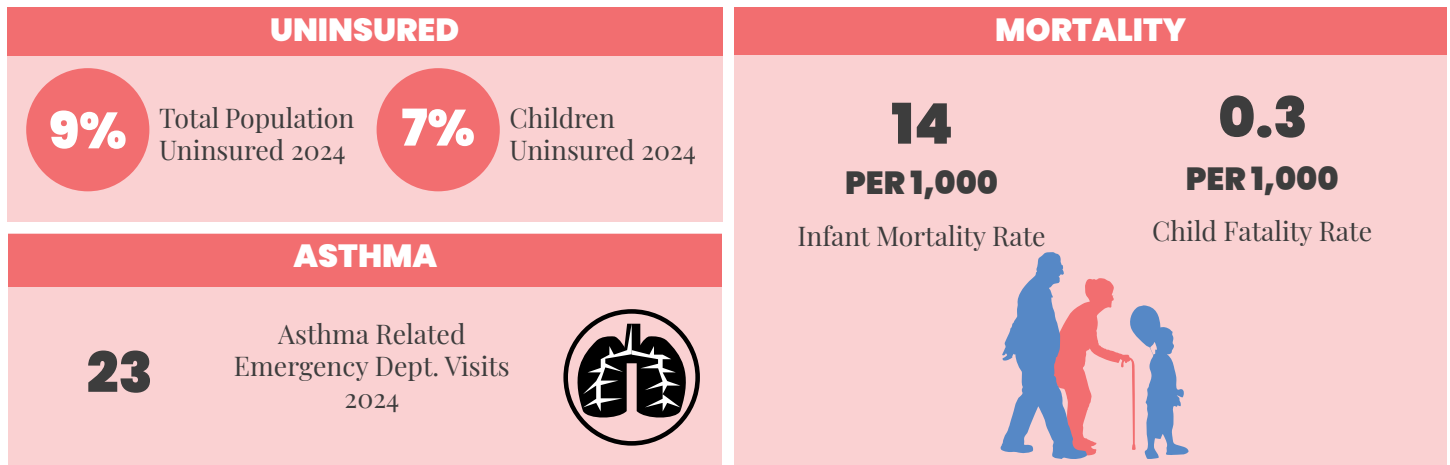 UNINSURED
9%
Total Population
Uninsured 2024
7%
Children
Uninsured 2024
ASTHMA
23
Asthma Related
Emergency Dept. Visits
2024
MORTALITY
14
PER 1,000
Infant Mortality Rate
0.3
PER 1,000
Child Fatality Rate